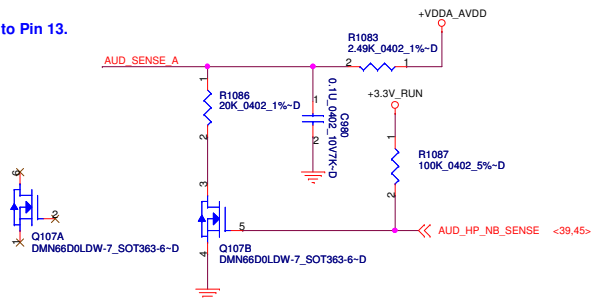 to Pin 13.
+VDDA_AVDD
R1083
2.49K_0402_1%~D
AUD_SENSE_A
2
1
1
R1086
20K_0402_1%~D
2
1
C980
0.1U_0402_10V7K~D
2
+3.3V_RUN
1
R1087
100K_0402_5%~D
2
3
5
4
Q107B
DMN66D0LDW-7_SOT363-6~D
AUD_HP_NB_SENSE <39,45>
6
2
1
Q107A
DMN66D0LDW-7_SOT363-6~D